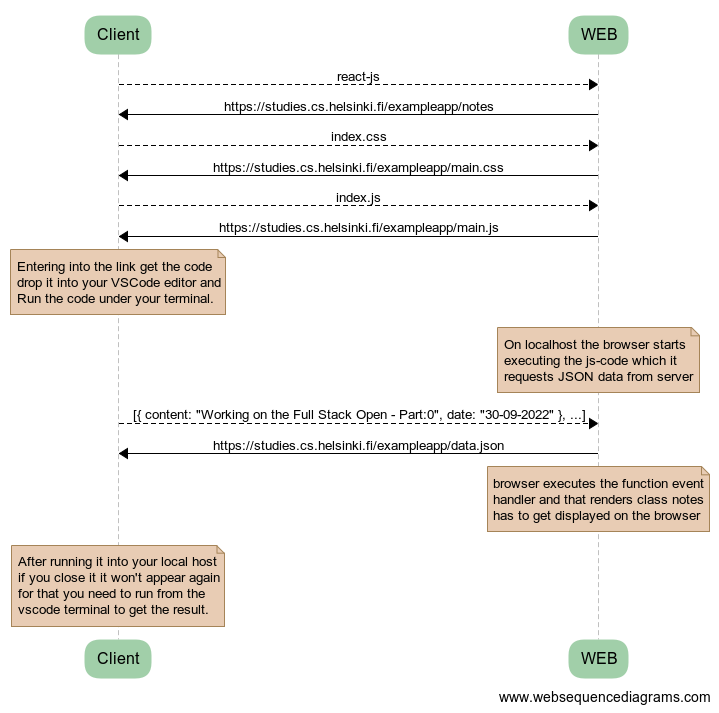 Client
WEB
react-js
https://studies.cs.helsinki.fi/exampleapp/notes
index.css
https://studies.cs.helsinki.fi/exampleapp/main.css
index.js
https://studies.cs.helsinki.fi/exampleapp/main.js
Entering into the link get the code
drop it into your VSCode editor and
Run the code under your terminal.
On localhost the browser starts
executing the js-code which it
requests JSON data from server
[{ content: "Working on the Full Stack Open - Part:0", date: "30-09-2022" }, ...]
https://studies.cs.helsinki.fi/exampleapp/data.json
browser executes the function event
handler and that renders class notes
has to get displayed on the browser
After running it into your local host
if you close it it won't appear again
for that you need to run from the
vscode terminal to get the result.
Client
WEB
www.websequencediagrams.com